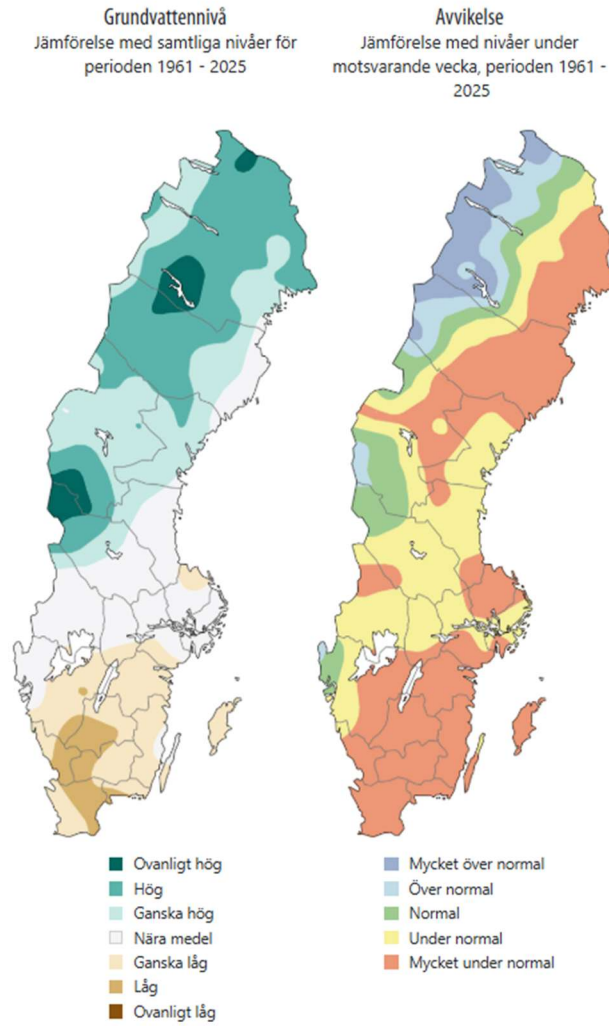 Grundvattennivå
Jämförelse med samtliga nivåer för
perioden 1961 - 2025
Avvikelse
Jämförelse med nivåer under
motsvarande vecka, perioden 1961 -
2025
Ovanligt hög
Hög
Ganska hög
Nära medel
Ganska låg
Låg
Ovanligt låg
Mycket över normal
Över normal
Normal
Under normal
Mycket under normal